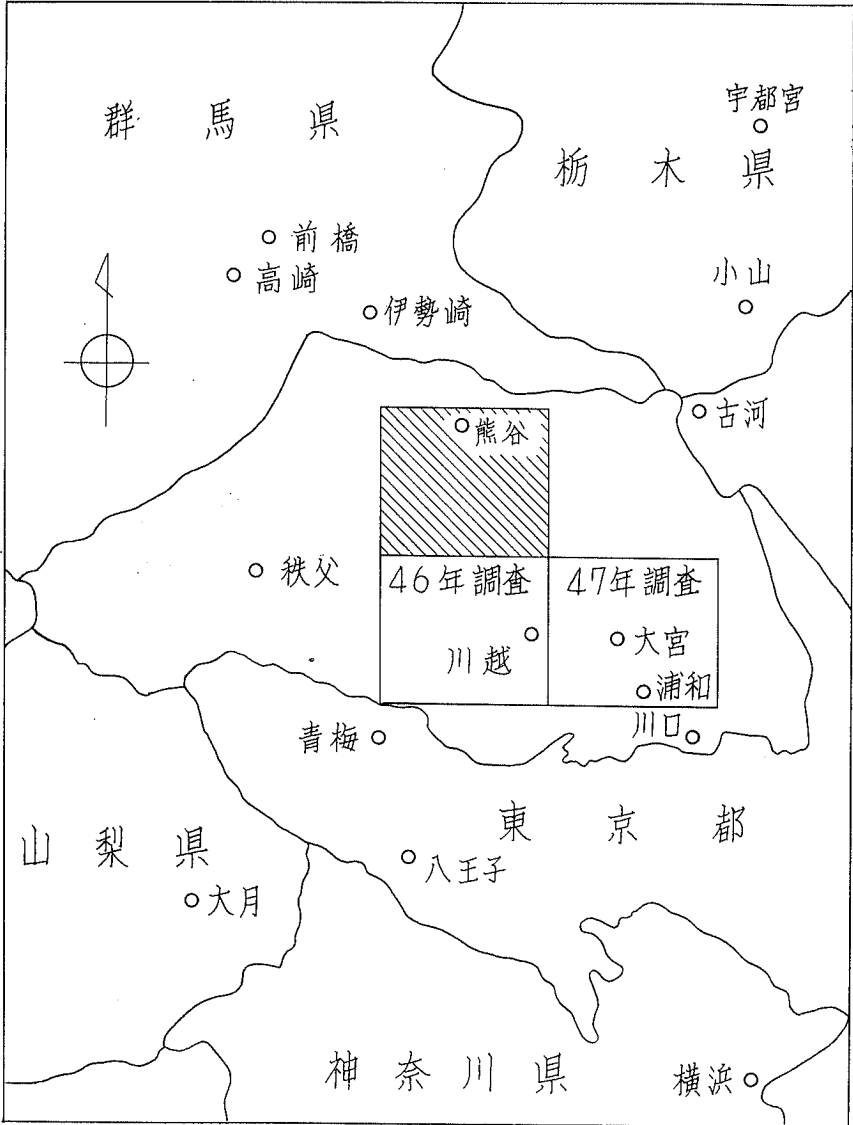 群馬県
宇都宮
栃木県
前橋
高崎
小山
伊勢崎
古河
熊谷
秩父
46年調査
47年調査
川越
大宮
浦和
川口
青梅
東京都
山梨県
八王子
大月
神奈川県
横浜